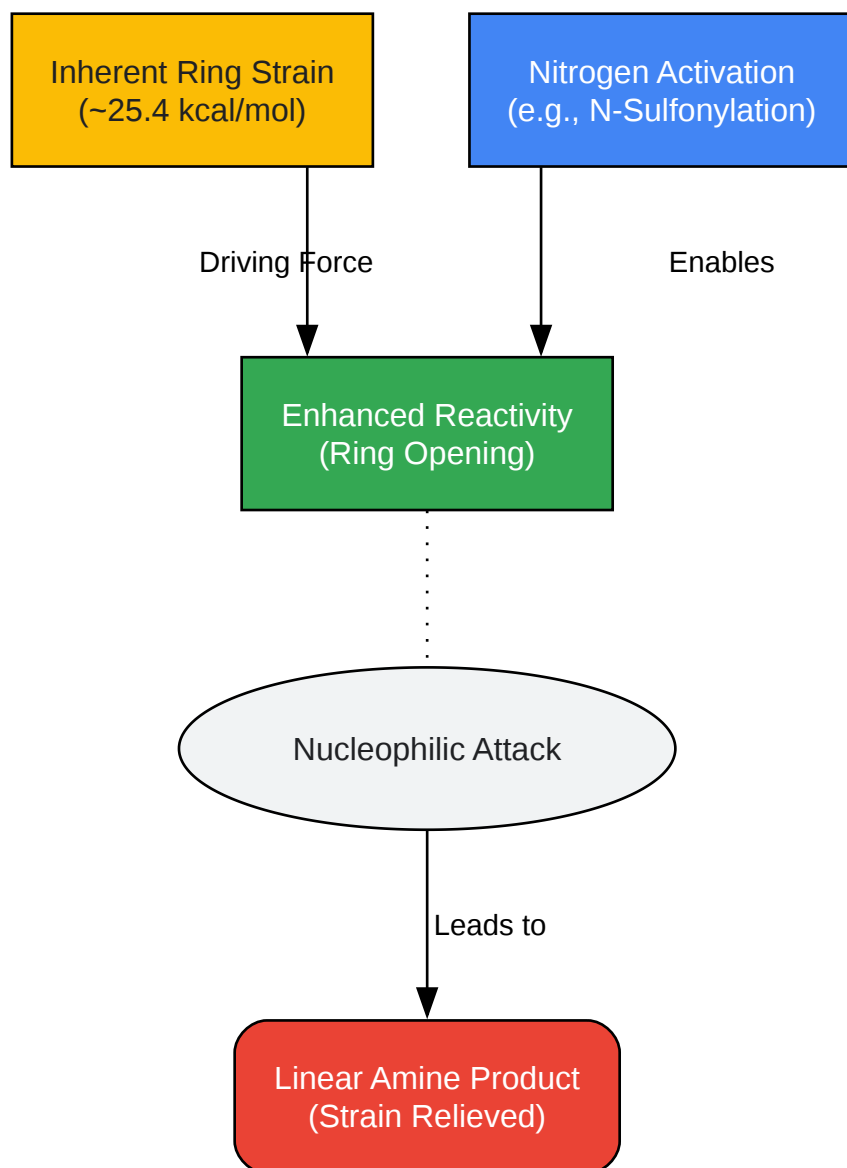 Inherent Ring Strain
(~25.4 kcal/mol)
Nitrogen Activation
(e.g., N-Sulfonylation)
Driving Force
Enables
Enhanced Reactivity
(Ring Opening)
Nucleophilic Attack
Leads to
Linear Amine Product
(Strain Relieved)